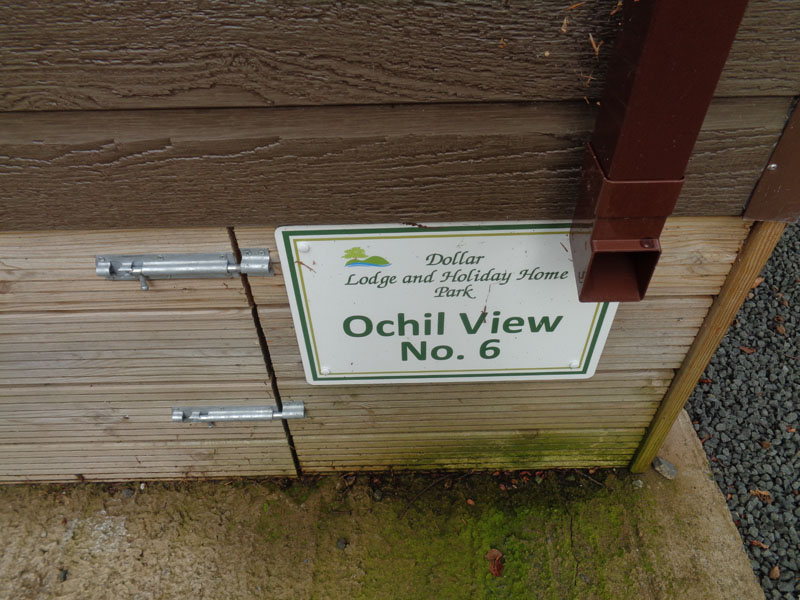 Dollar
Lodge and Holiday Home
Park
Ochil View
No. 6